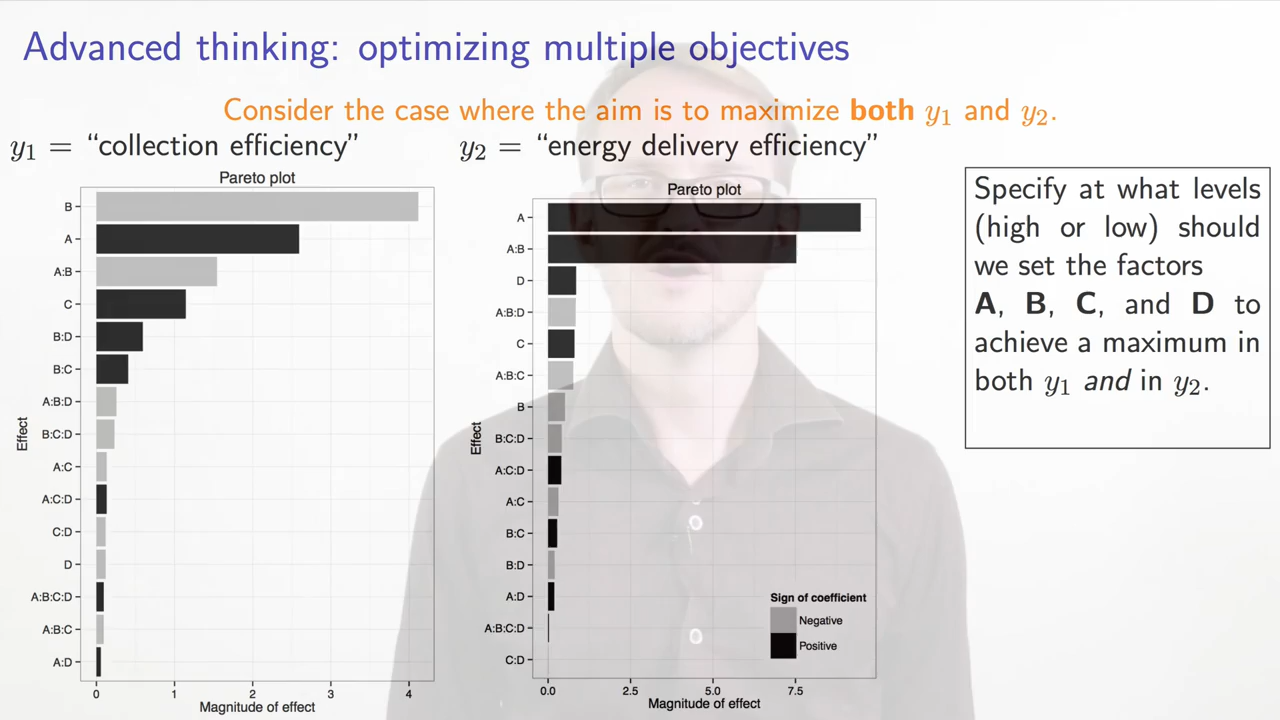 Advanced thinking: optimizing multiple objectives
Consider the case where the aim is to maximize both y1 and y2.
y1 = “collection efficiency”
Pareto plot
Effect
B
A
A:B
C
B:D
B:C
A:B:D
B:C:D
A:C
A:C:D
C:D
D
A:B:C:D
A:B:C
A:D
0 1 2 3 4
Magnitude of effect
y2 = “energy delivery efficiency”
Pareto plot
Effect
A
A:B
D
A:B:D
C
A:B:C
B
B:C:D
A:C:D
A:C
B:C
B:D
A:D
A:B:C:D
C:D
Sign of coefficient
Negative
Positive
0.0 2.5 5.0 7.5
Magnitude of effect
Specify at what levels
(high or low) should
we set the factors
A, B, C, and D to
achieve a maximum in
both y1 and in y2.